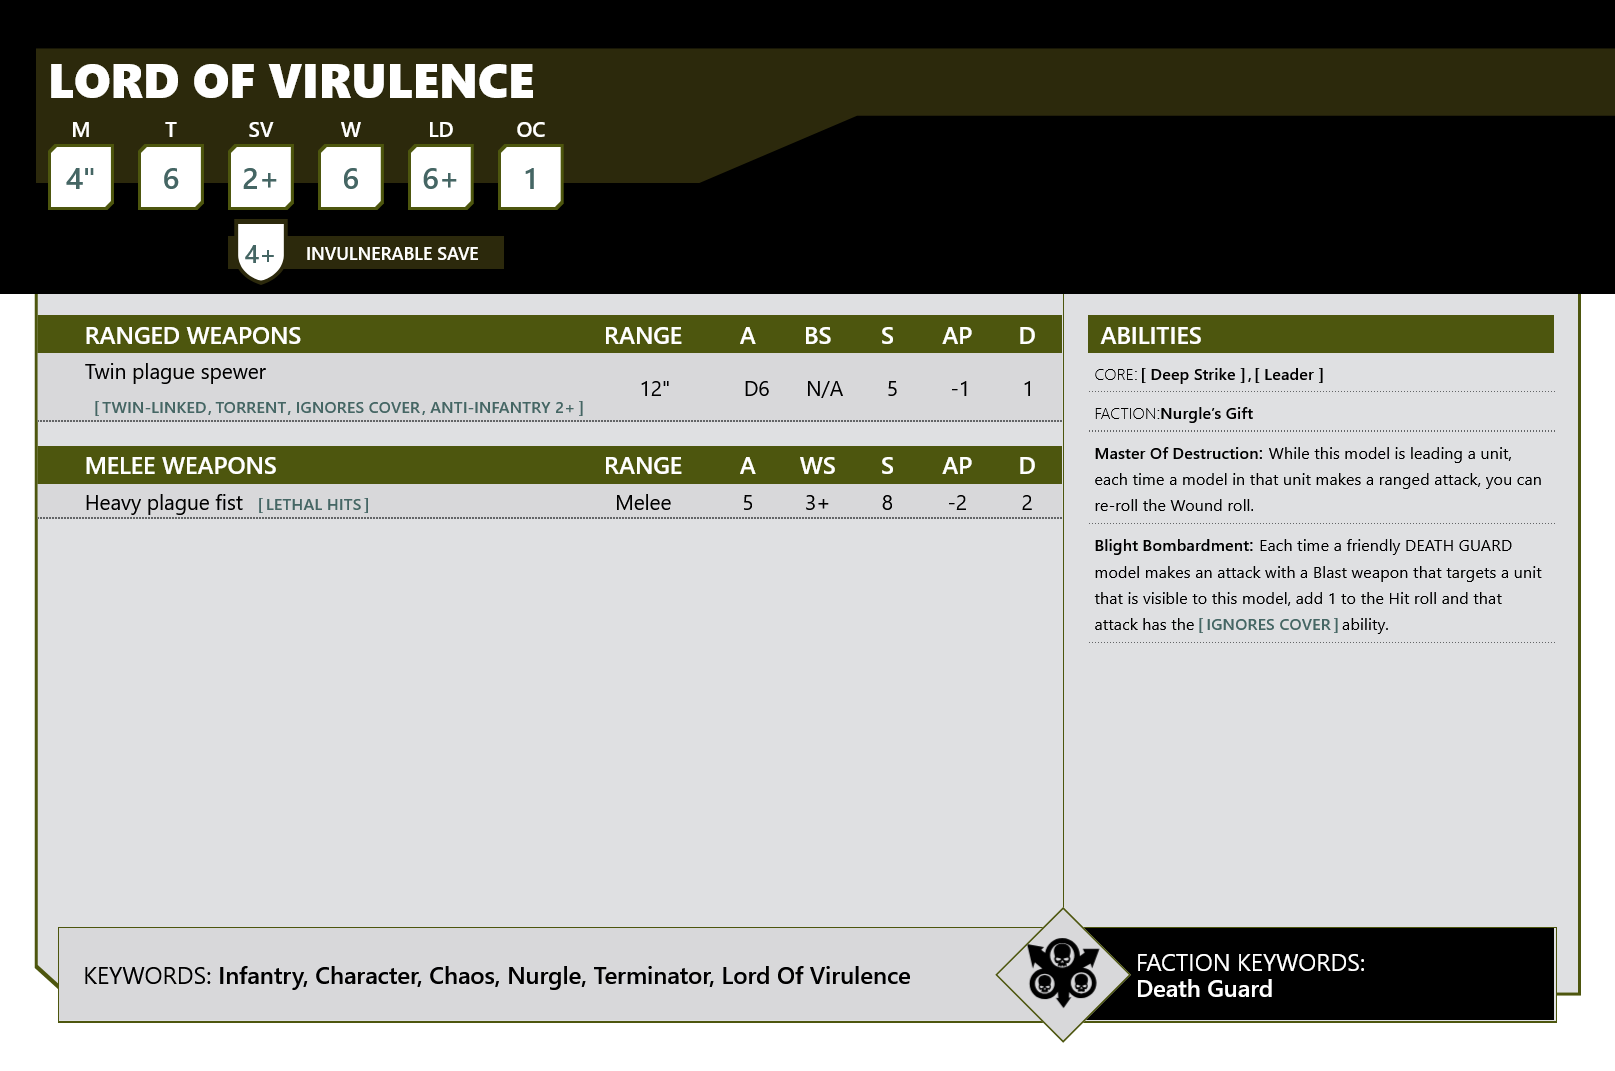 LORD OF VIRULENCE
M T SV W LD OC
4" 6 2+ 6 6+ 1
4+ INVULNERABLE SAVE
RANGED WEAPONS RANGE A BS S AP D
Twin plague spewer
12" D6 N/A 5 -1 1
[ TWIN-LINKED, TORRENT, IGNORES COVER, ANTI-INFANTRY 2+ ]
MELEE WEAPONS RANGE A WS S AP D
Heavy plague fist [ LETHAL HITS ] Melee 5 3+ 8 -2 2
ABILITIES
CORE: [ Deep Strike ] , [ Leader ]
FACTION:Nurgle’s Gift
Master Of Destruction: While this model is leading a unit,
each time a model in that unit makes a ranged attack, you can
re-roll the Wound roll.
Blight Bombardment: Each time a friendly DEATH GUARD
model makes an attack with a Blast weapon that targets a unit
that is visible to this model, add 1 to the Hit roll and that
attack has the [ IGNORES COVER ] ability.
KEYWORDS: Infantry, Character, Chaos, Nurgle, Terminator, Lord Of Virulence
FACTION KEYWORDS:
Death Guard